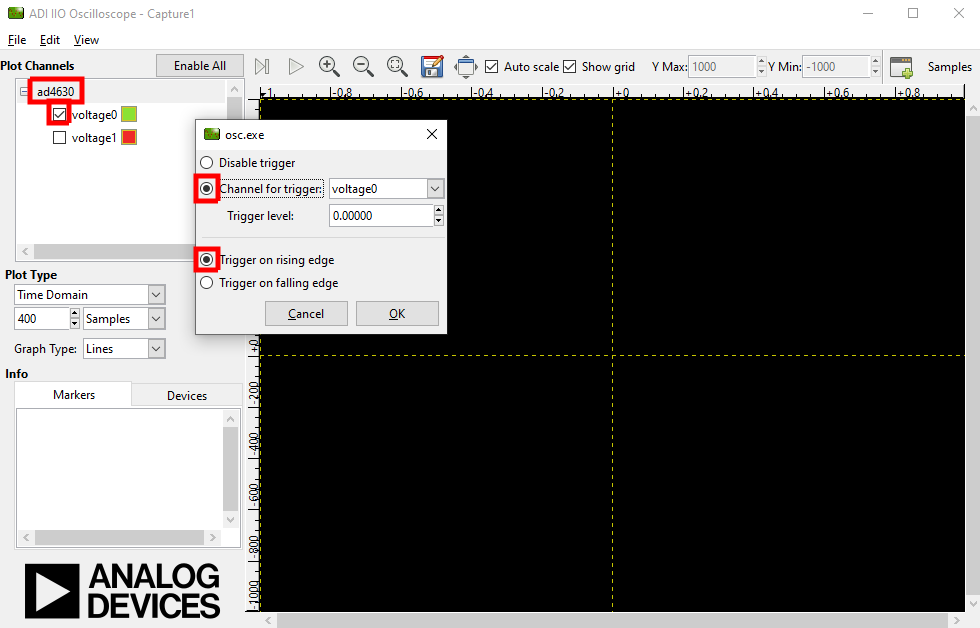 ADI IIO Oscilloscope - Capture1
File Edit View
Plot Channels Enable All Auto scale Show grid Y Max: 1000 Y Min: -1000 Samples
ad4630
voltage0
voltage1
-1 -0.8 -0.6 -0.4 -0.2 +0 +0.2 +0.4 +0.6 +0.8
osc.exe
Disable trigger
Channel for trigger: voltage0
Trigger level: 0.00000
Trigger on rising edge
Trigger on falling edge
Cancel OK
Plot Type
Time Domain
400 Samples
Graph Type: Lines
Info
Markers Devices
+0
-200
-400
-600
-800
-1000
ANALOG
DEVICES